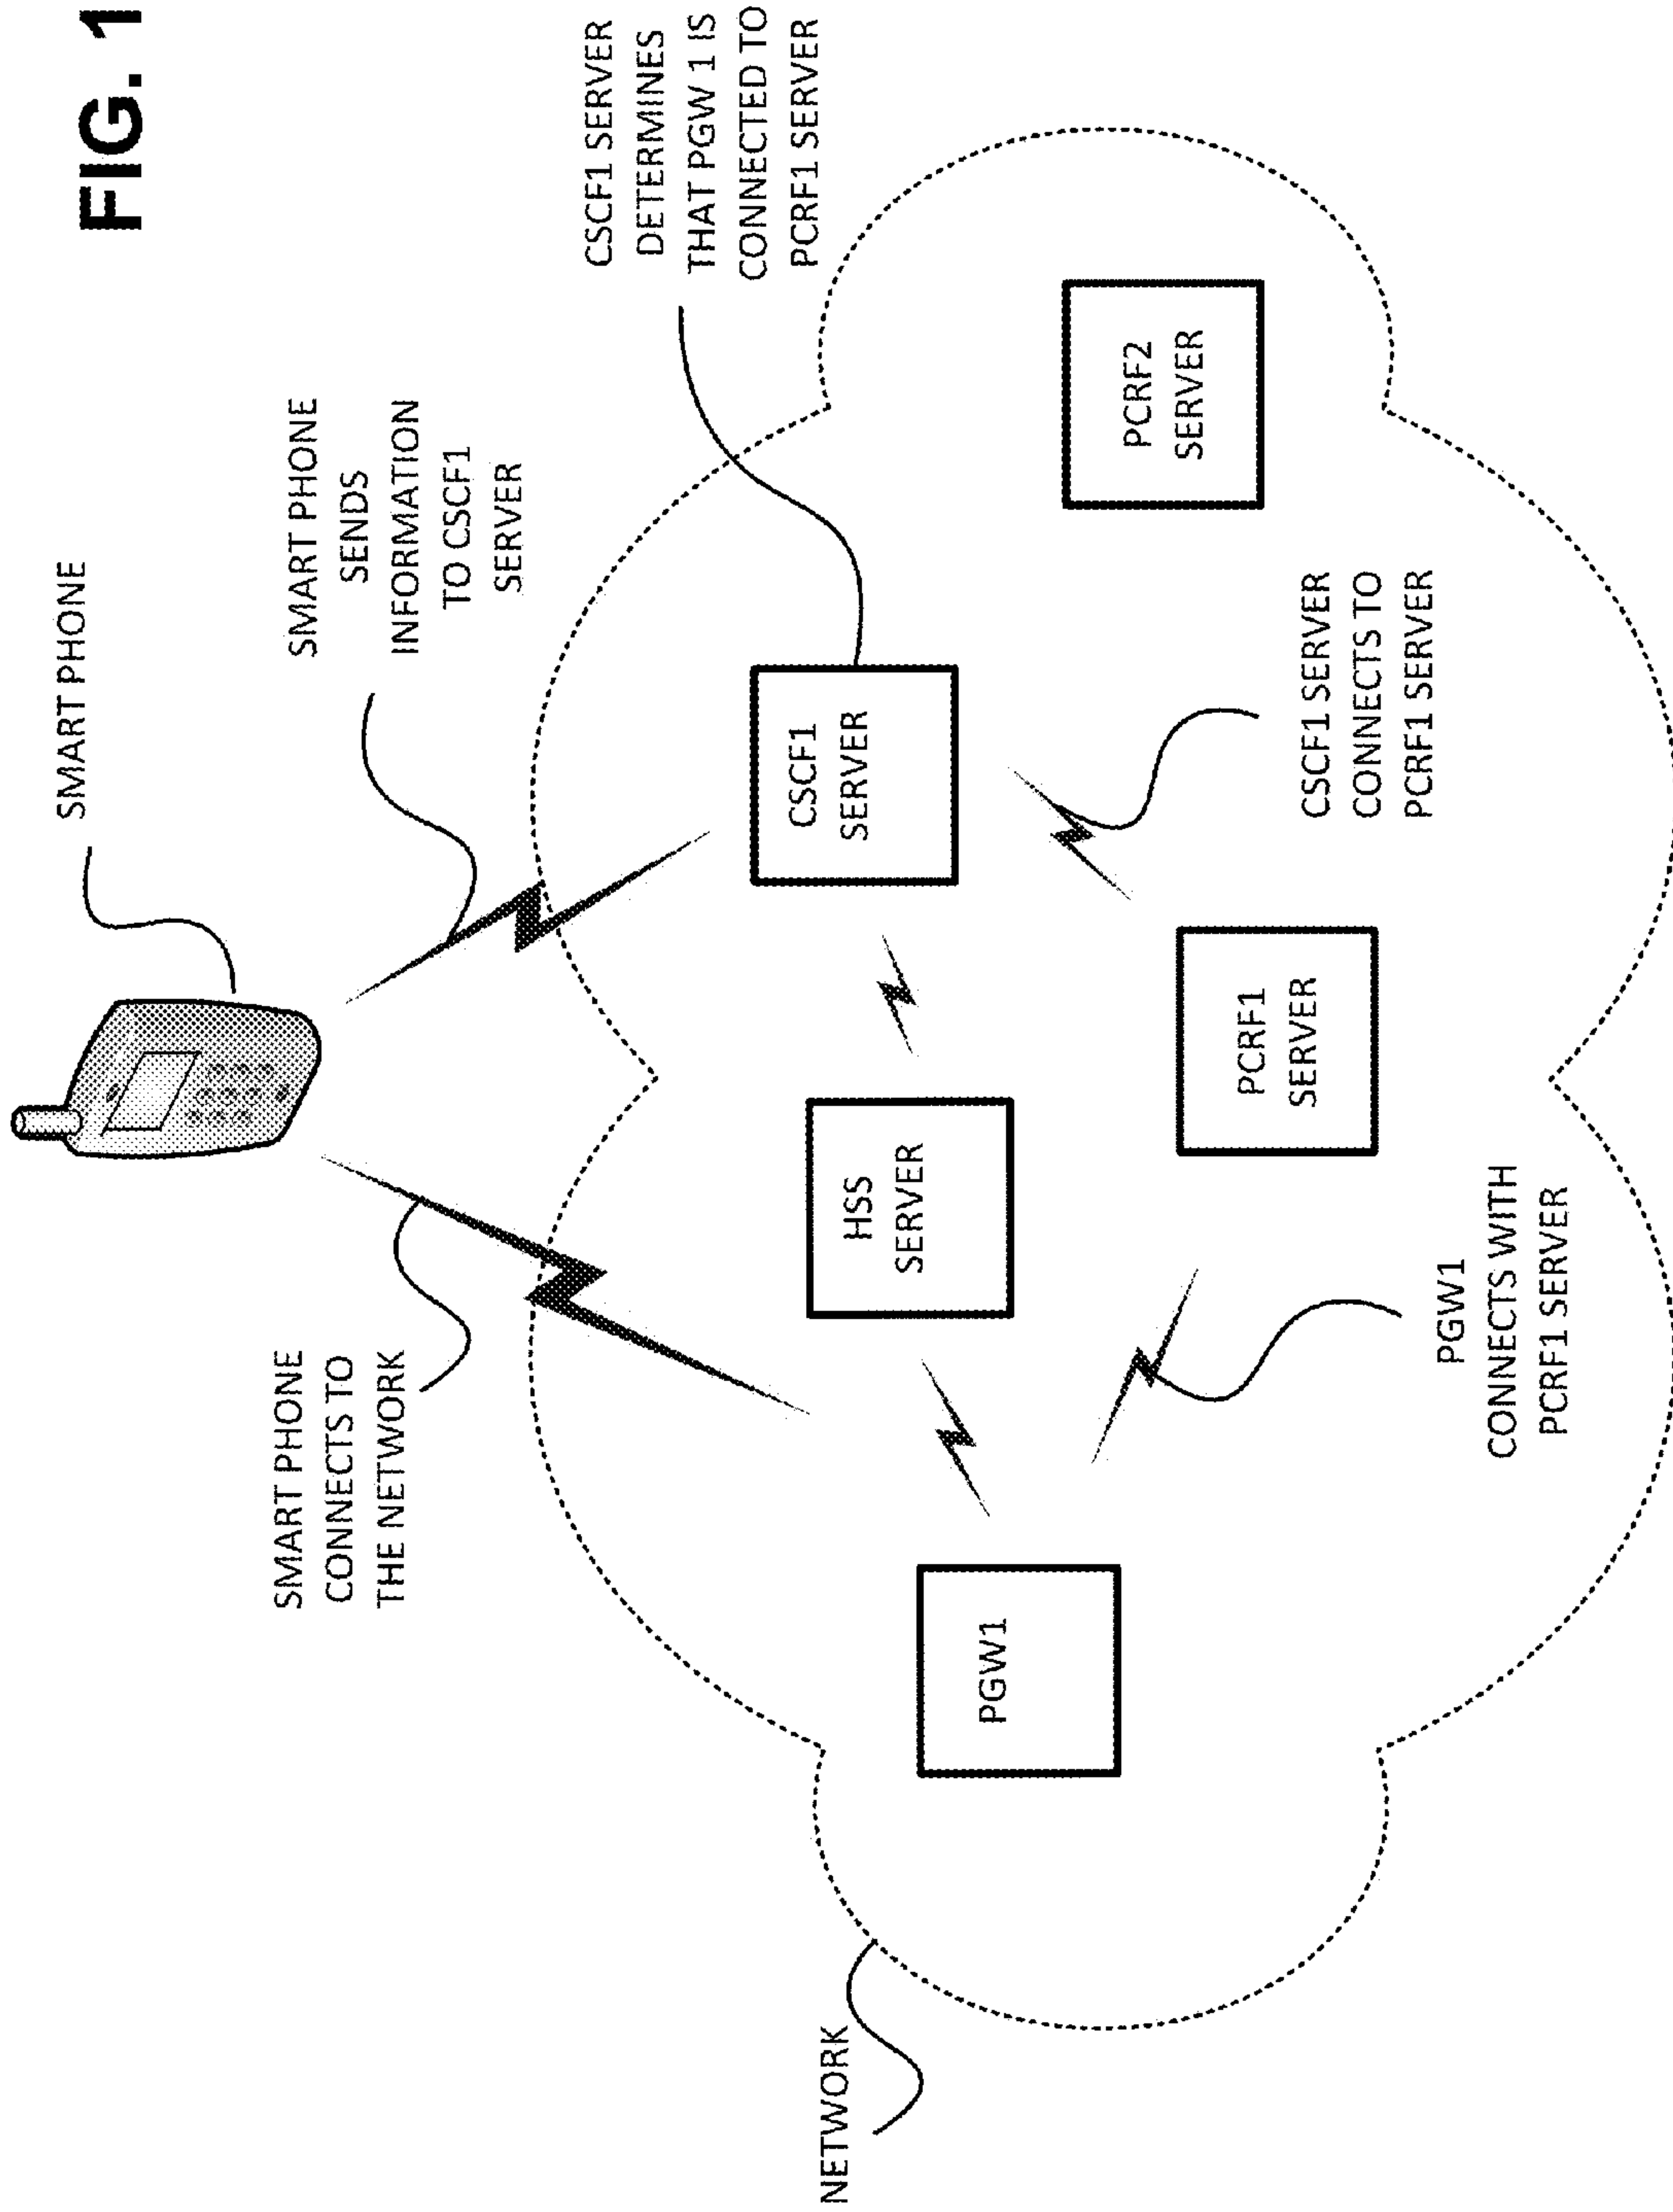 FIG. 1
SMART PHONE
SMART PHONE
CONNECTS TO
THE NETWORK
SMART PHONE
SENDS
INFORMATION
TO CSCF1
SERVER
CSCF1 SERVER
DETERMINES
THAT PGW 1 IS
CONNECTED TO
PCRF1 SERVER
NETWORK
PGW1
HSS
SERVER
CSCF1
SERVER
PCRF1
SERVER
PCRF2
SERVER
PGW1
CONNECTS WITH
PCRF1 SERVER
CSCF1 SERVER
CONNECTS TO
PCRF1 SERVER